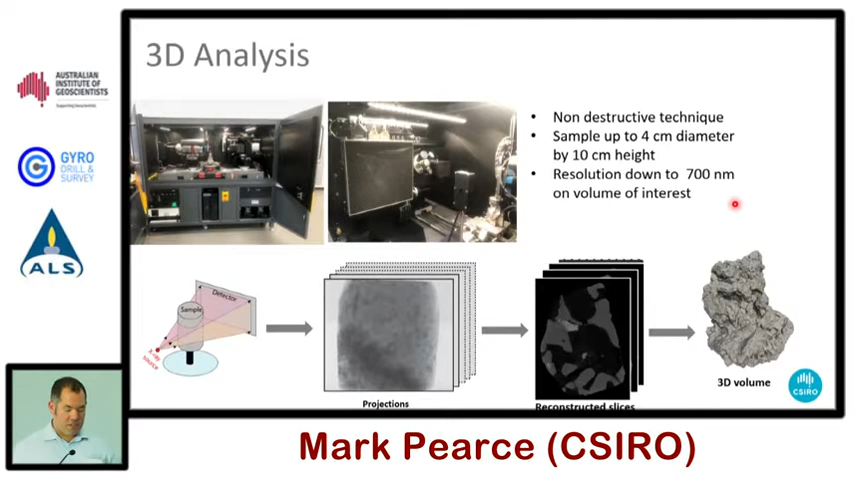 3D Analysis
AUSTRALIAN
INSTITUTE OF
GEOSCIENTISTS
Supporting Geoscientists
GYRO
DRILL &
SURVEY
ALS
• Non destructive technique
• Sample up to 4 cm diameter
by 10 cm height
• Resolution down to 700 nm
on volume of interest
Detector
Sample
X-ray
source
Projections
Reconstructed slices
3D volume
CSIRO
Mark Pearce (CSIRO)